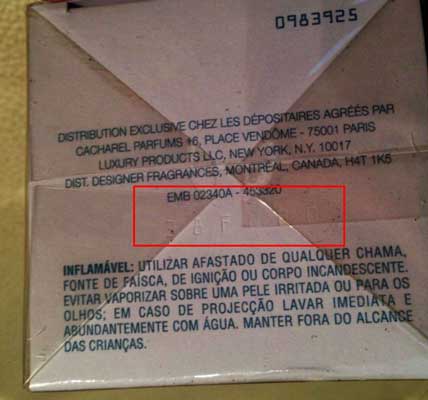 0983925
DISTRIBUTION EXCLUSIVE CHEZ LES DÉPOSITAIRES AGRÉÉS PAR
CACHAREL PARFUMS 16, PLACE VENDÔME - 75001 PARIS
LUXURY PRODUCTS LLC, NEW YORK, N.Y. 10017
DIST. DESIGNER FRAGRANCES, MONTRÉAL, CANADA, H4T 1K5
EMB 02340A - 453320
INFLAMÁVEL: UTILIZAR AFASTADO DE QUALQUER CHAMA,
FONTE DE FAÍSCA, DE IGNIÇÃO OU CORPO INCANDESCENTE.
EVITAR VAPORIZAR SOBRE UMA PELE IRRITADA OU PARA OS
OLHOS; EM CASO DE PROJECÇÃO LAVAR IMEDIATA E
ABUNDANTEMENTE COM ÁGUA. MANTER FORA DO ALCANCE
DAS CRIANÇAS.